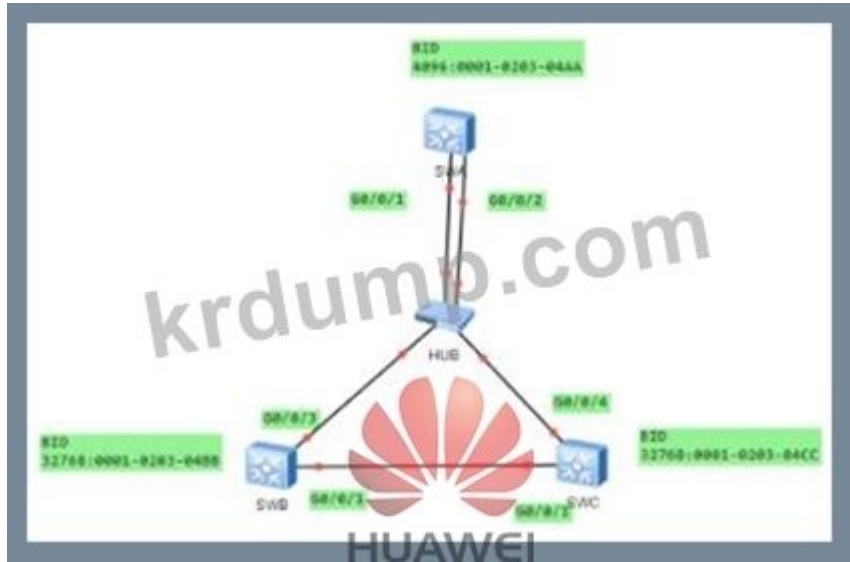 BID
4096:0001-0203-04AA
SWA
G0/0/1
G0/0/2
krdump.com
HUB
G0/0/3
G0/0/4
BID
32768:0001-0203-04BB
BID
32768:0001-0203-04CC
SWB
G0/0/1
G0/0/1
SWC
HUAWEI